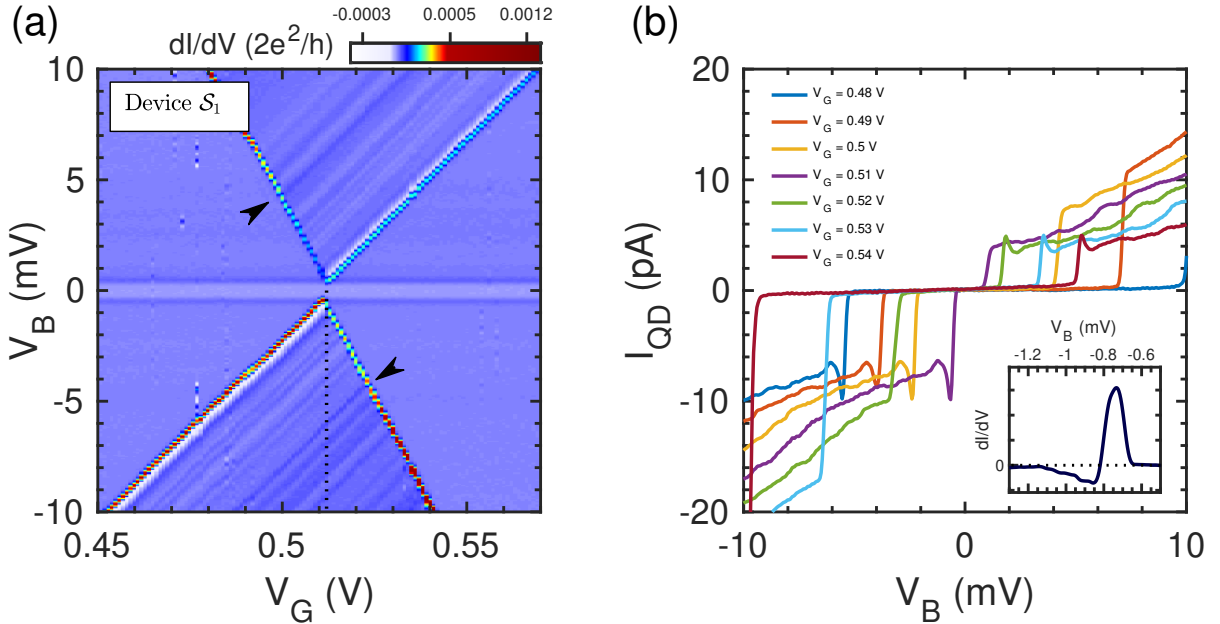 (a)
-0.0003 0.0005 0.0012
dI/dV (2e²/h)
Device 𝒮₁
10
5
0
-5
-10
V_B (mV)
0.45 0.5 0.55
V_G (V)
(b)
20
10
0
-10
-20
I_QD (pA)
V_G = 0.48 V
V_G = 0.49 V
V_G = 0.5 V
V_G = 0.51 V
V_G = 0.52 V
V_G = 0.53 V
V_G = 0.54 V
V_B (mV)
-1.2 -1 -0.8 -0.6
dI/dV
0
-10 0 10
V_B (mV)